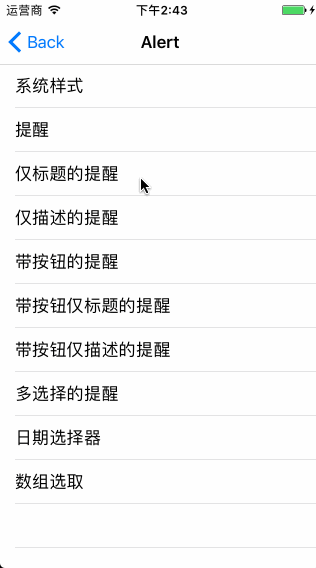 运营商 下午2:43
Back Alert
系统样式
提醒
仅标题的提醒
仅描述的提醒
带按钮的提醒
带按钮仅标题的提醒
带按钮仅描述的提醒
多选择的提醒
日期选择器
数组选取